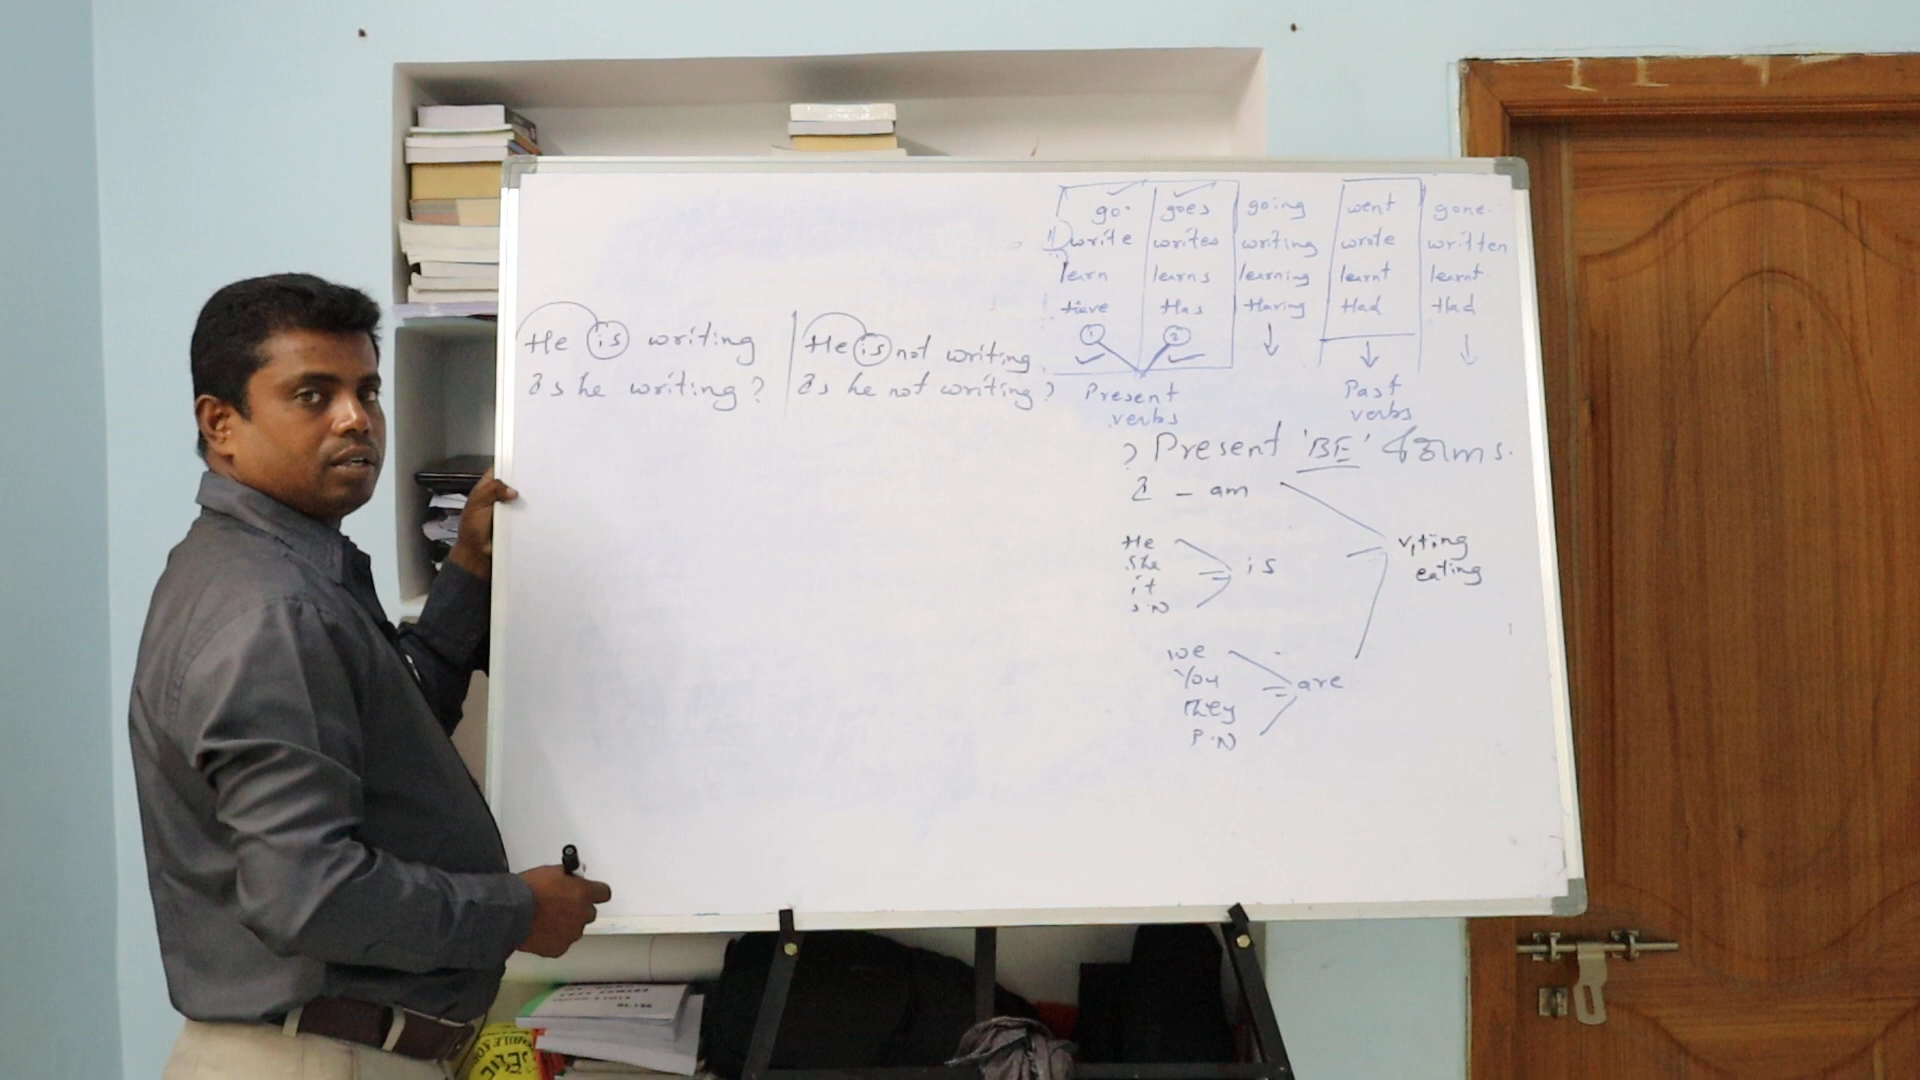 go goes going went gone
write writes writing wrote written
learn learns learning learnt learnt
Have Has Having Had Had
1 2
Present verbs
Past verbs
He is writing
Is he writing?
He is not writing
Is he not writing?
Present 'BE' forms.
I - am
He
She
it
S.N
is
we
You
They
P.N
are
eating